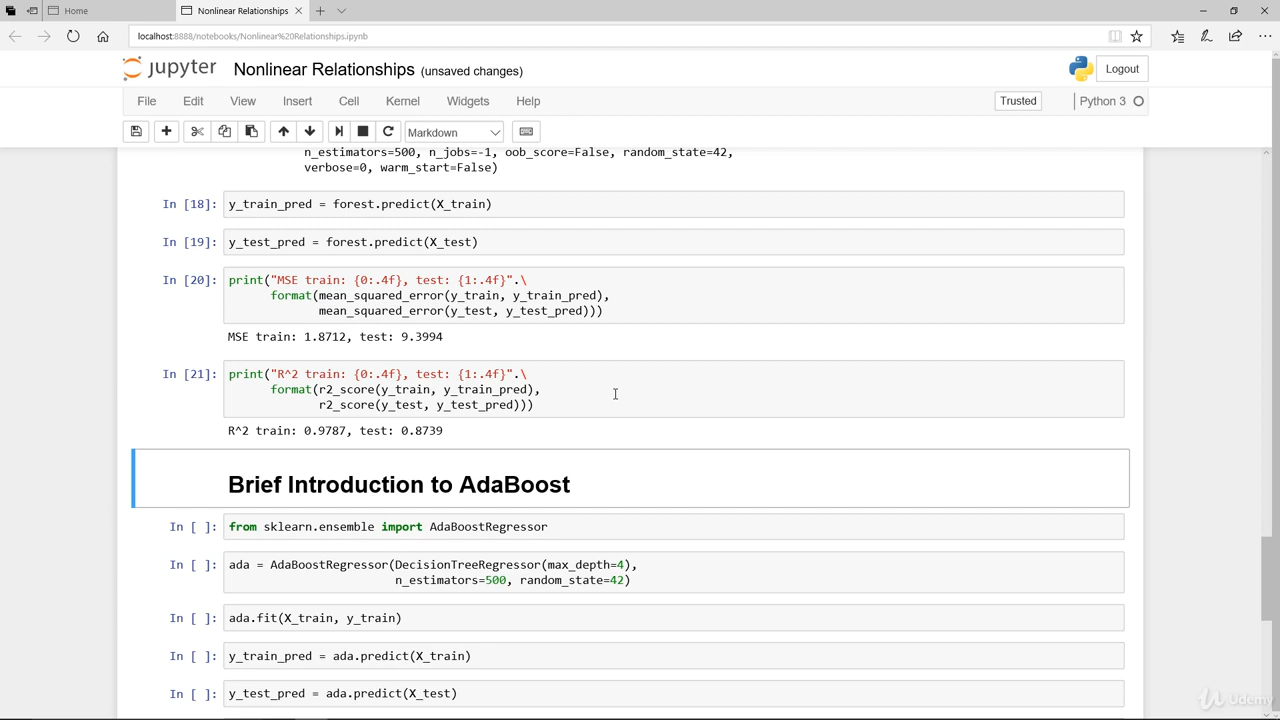 Home
Nonlinear Relationships
localhost:8888/notebooks/Nonlinear%20Relationships.ipynb
jupyter Nonlinear Relationships (unsaved changes) Logout
File Edit View Insert Cell Kernel Widgets Help Trusted Python 3
Markdown
n_estimators=500, n_jobs=-1, oob_score=False, random_state=42,
verbose=0, warm_start=False)
In [18]: y_train_pred = forest.predict(X_train)
In [19]: y_test_pred = forest.predict(X_test)
In [20]: print("MSE train: {0:.4f}, test: {1:.4f}".\
format(mean_squared_error(y_train, y_train_pred),
mean_squared_error(y_test, y_test_pred)))
MSE train: 1.8712, test: 9.3994
In [21]: print("R^2 train: {0:.4f}, test: {1:.4f}".\
format(r2_score(y_train, y_train_pred),
r2_score(y_test, y_test_pred)))
R^2 train: 0.9787, test: 0.8739
Brief Introduction to AdaBoost
In [ ]: from sklearn.ensemble import AdaBoostRegressor
In [ ]: ada = AdaBoostRegressor(DecisionTreeRegressor(max_depth=4),
n_estimators=500, random_state=42)
In [ ]: ada.fit(X_train, y_train)
In [ ]: y_train_pred = ada.predict(X_train)
In [ ]: y_test_pred = ada.predict(X_test)
Udemy